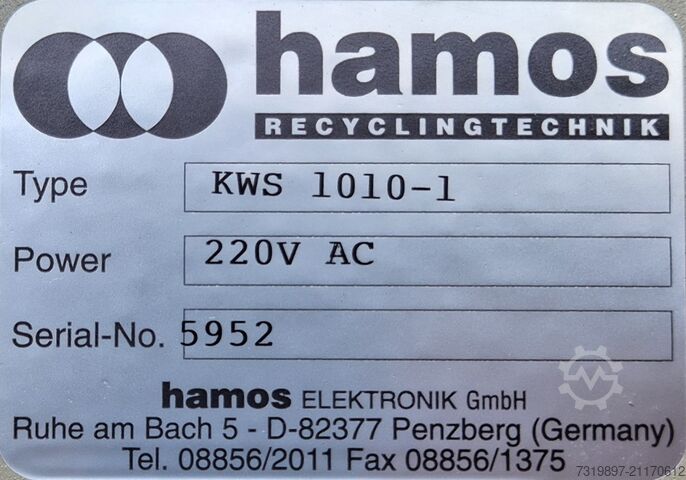 hamos
RECYCLINGTECHNIK
Type KWS 1010-1
Power 220V AC
Serial-No. 5952
hamos ELEKTRONIK GmbH
Ruhe am Bach 5 - D-82377 Penzberg (Germany)
Tel. 08856/2011 Fax 08856/1375
7319897-21170612